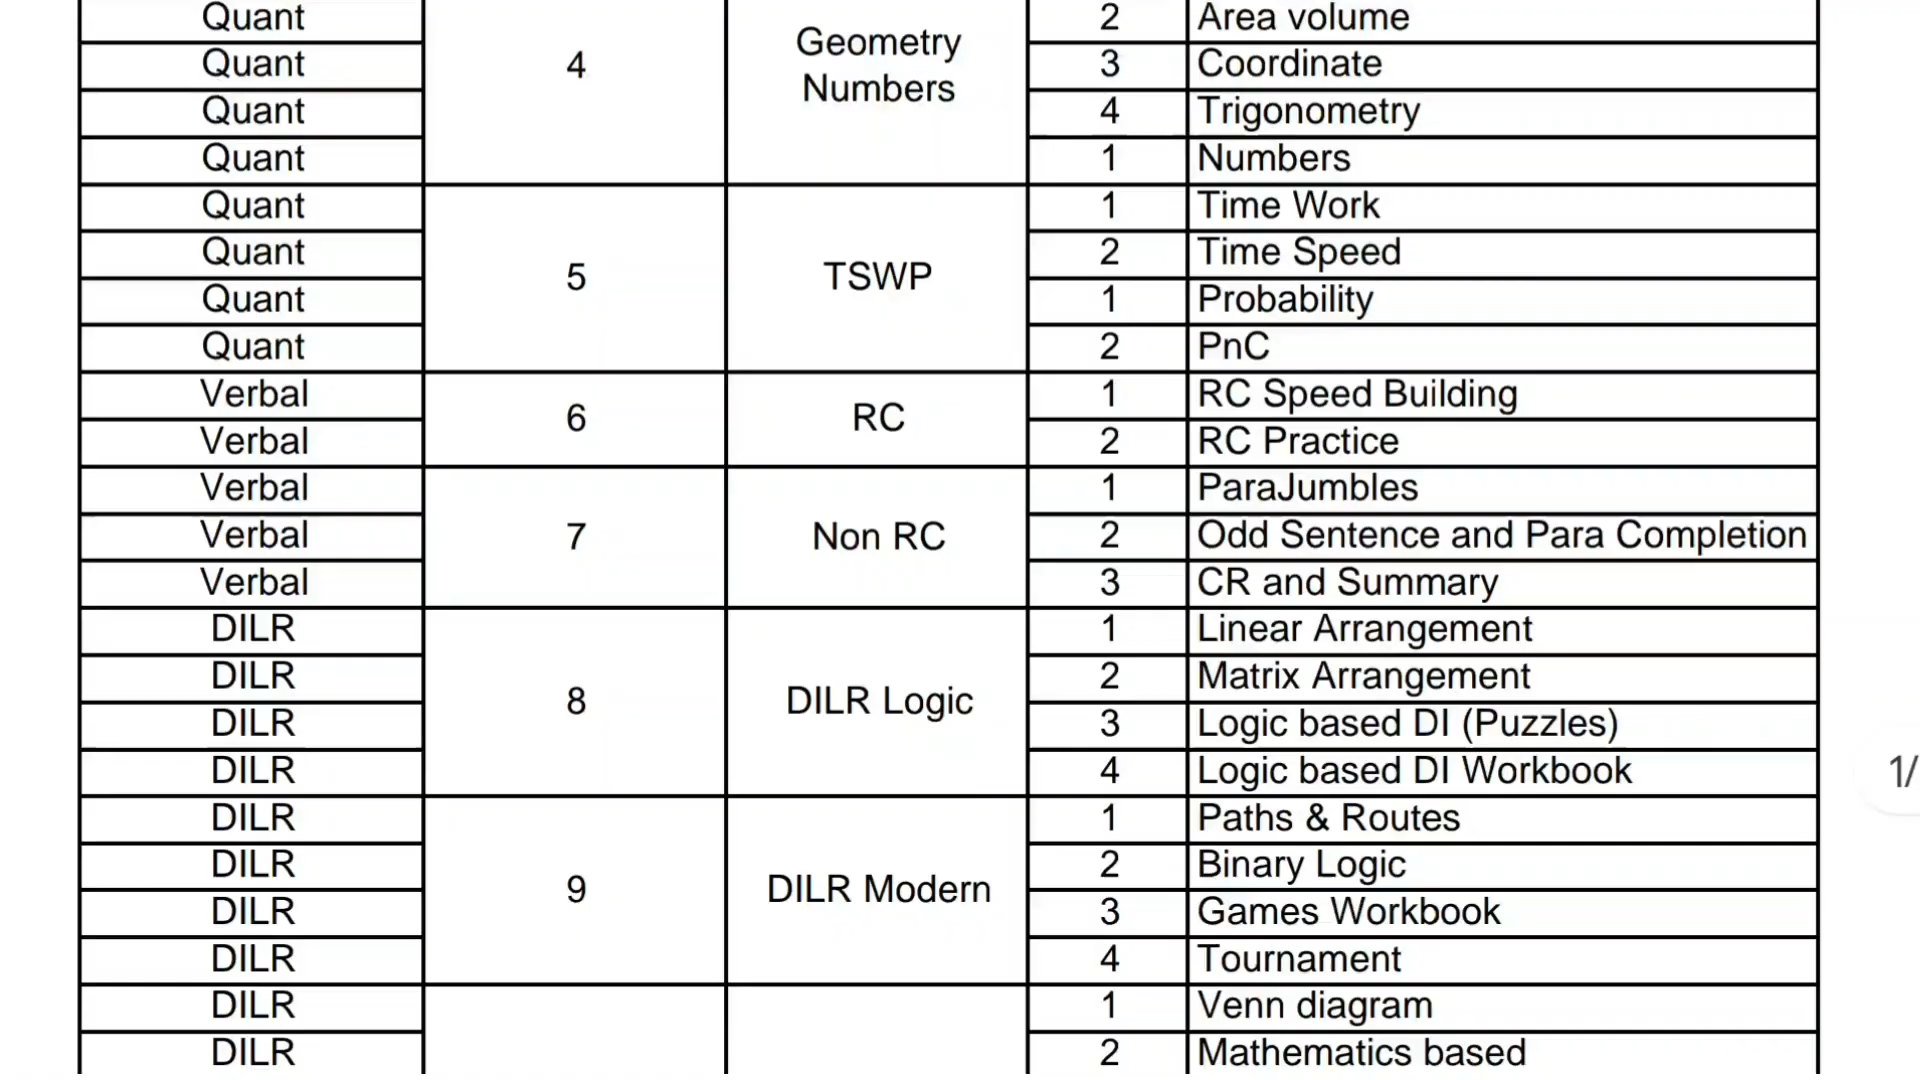 Quant 2 Area volume
Geometry
Quant 4 3 Coordinate
Numbers
Quant 4 Trigonometry
Quant 1 Numbers
Quant 1 Time Work
Quant 2 Time Speed
5 TSWP
Quant 1 Probability
Quant 2 PnC
Verbal 1 RC Speed Building
6 RC
Verbal 2 RC Practice
Verbal 1 ParaJumbles
Verbal 7 Non RC 2 Odd Sentence and Para Completion
Verbal 3 CR and Summary
DILR 1 Linear Arrangement
DILR 2 Matrix Arrangement
8 DILR Logic
DILR 3 Logic based DI (Puzzles)
DILR 4 Logic based DI Workbook
1/
DILR 1 Paths & Routes
DILR 2 Binary Logic
9 DILR Modern
DILR 3 Games Workbook
DILR 4 Tournament
DILR 1 Venn diagram
DILR 2 Mathematics based